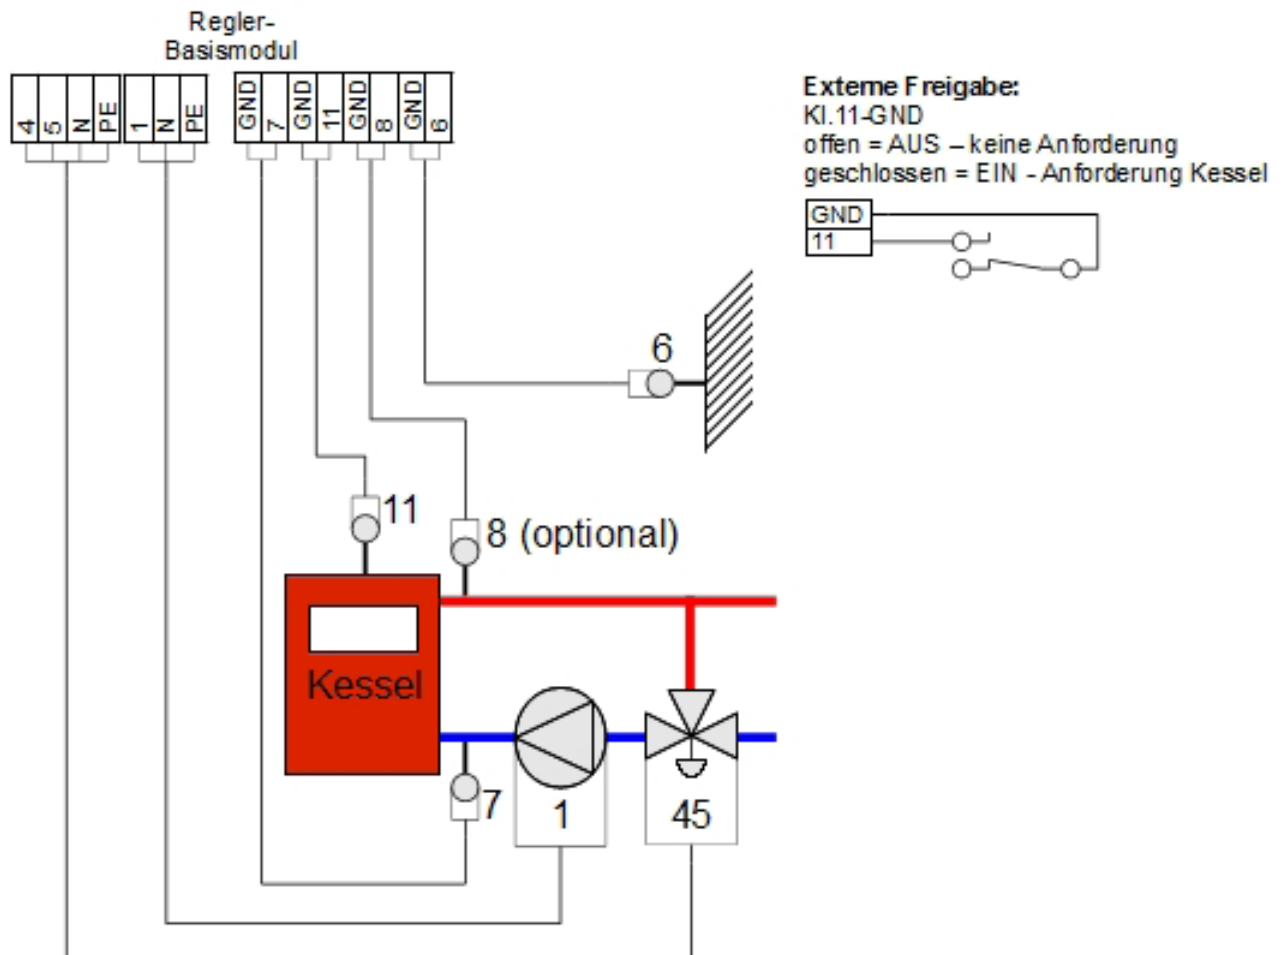 Regler-
Basismodul
4 5 N PE 1 N PE GND 7 GND 11 GND 8 GND 6
Externe Freigabe:
Kl.11-GND
offen = AUS – keine Anforderung
geschlossen = EIN - Anforderung Kessel
GND
11
6
11
8 (optional)
Kessel
7
1
45